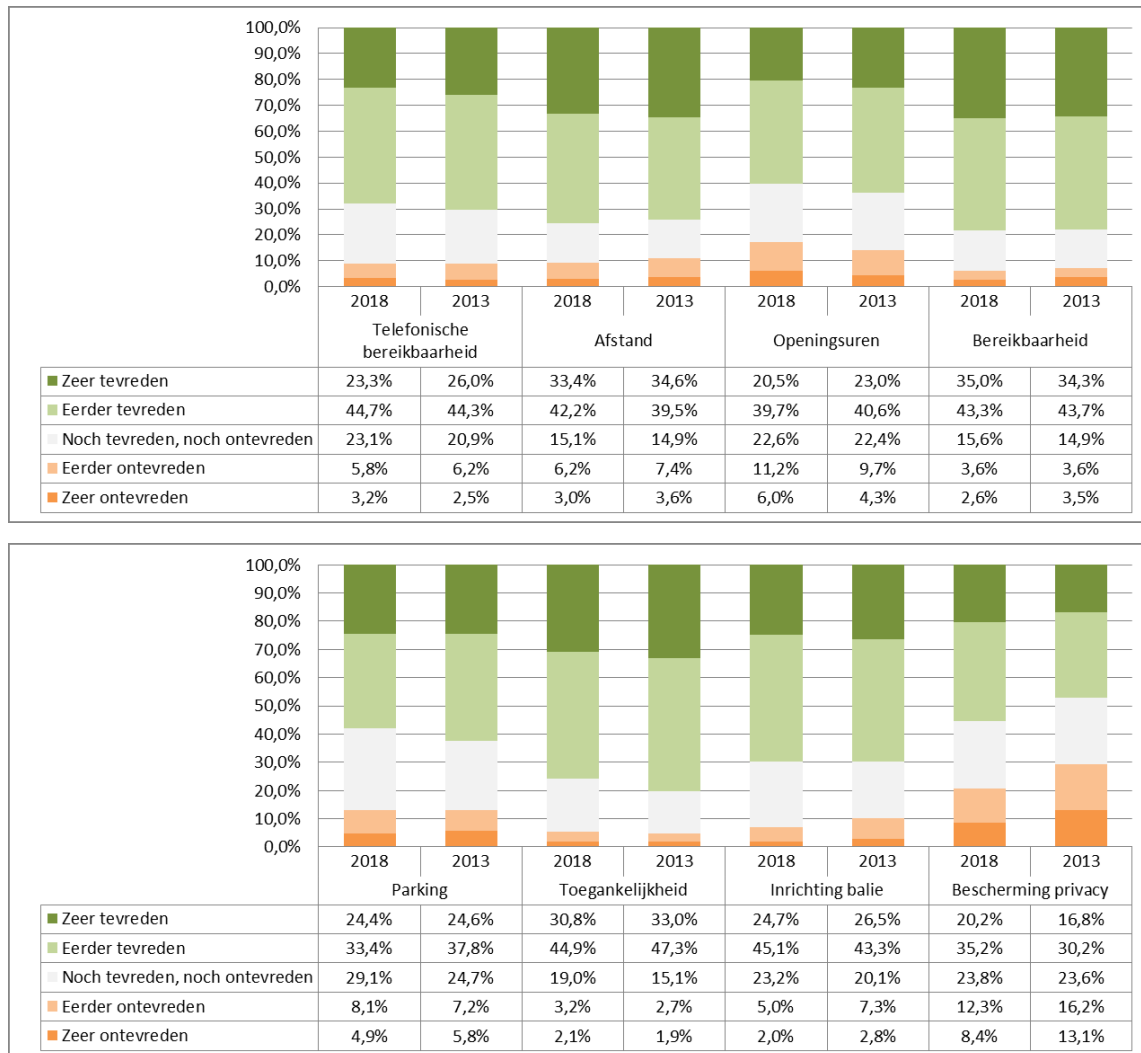 100,0%
90,0%
80,0%
70,0%
60,0%
50,0%
40,0%
30,0%
20,0%
10,0%
0,0%
2018 2013 2018 2013 2018 2013 2018 2013
Telefonische bereikbaarheid Afstand Openingsuren Bereikbaarheid
Zeer tevreden 23,3% 26,0% 33,4% 34,6% 20,5% 23,0% 35,0% 34,3%
Eerder tevreden 44,7% 44,3% 42,2% 39,5% 39,7% 40,6% 43,3% 43,7%
Noch tevreden, noch ontevreden 23,1% 20,9% 15,1% 14,9% 22,6% 22,4% 15,6% 14,9%
Eerder ontevreden 5,8% 6,2% 6,2% 7,4% 11,2% 9,7% 3,6% 3,6%
Zeer ontevreden 3,2% 2,5% 3,0% 3,6% 6,0% 4,3% 2,6% 3,5%
100,0%
90,0%
80,0%
70,0%
60,0%
50,0%
40,0%
30,0%
20,0%
10,0%
0,0%
2018 2013 2018 2013 2018 2013 2018 2013
Parking Toegankelijkheid Inrichting balie Bescherming privacy
Zeer tevreden 24,4% 24,6% 30,8% 33,0% 24,7% 26,5% 20,2% 16,8%
Eerder tevreden 33,4% 37,8% 44,9% 47,3% 45,1% 43,3% 35,2% 30,2%
Noch tevreden, noch ontevreden 29,1% 24,7% 19,0% 15,1% 23,2% 20,1% 23,8% 23,6%
Eerder ontevreden 8,1% 7,2% 3,2% 2,7% 5,0% 7,3% 12,3% 16,2%
Zeer ontevreden 4,9% 5,8% 2,1% 1,9% 2,0% 2,8% 8,4% 13,1%